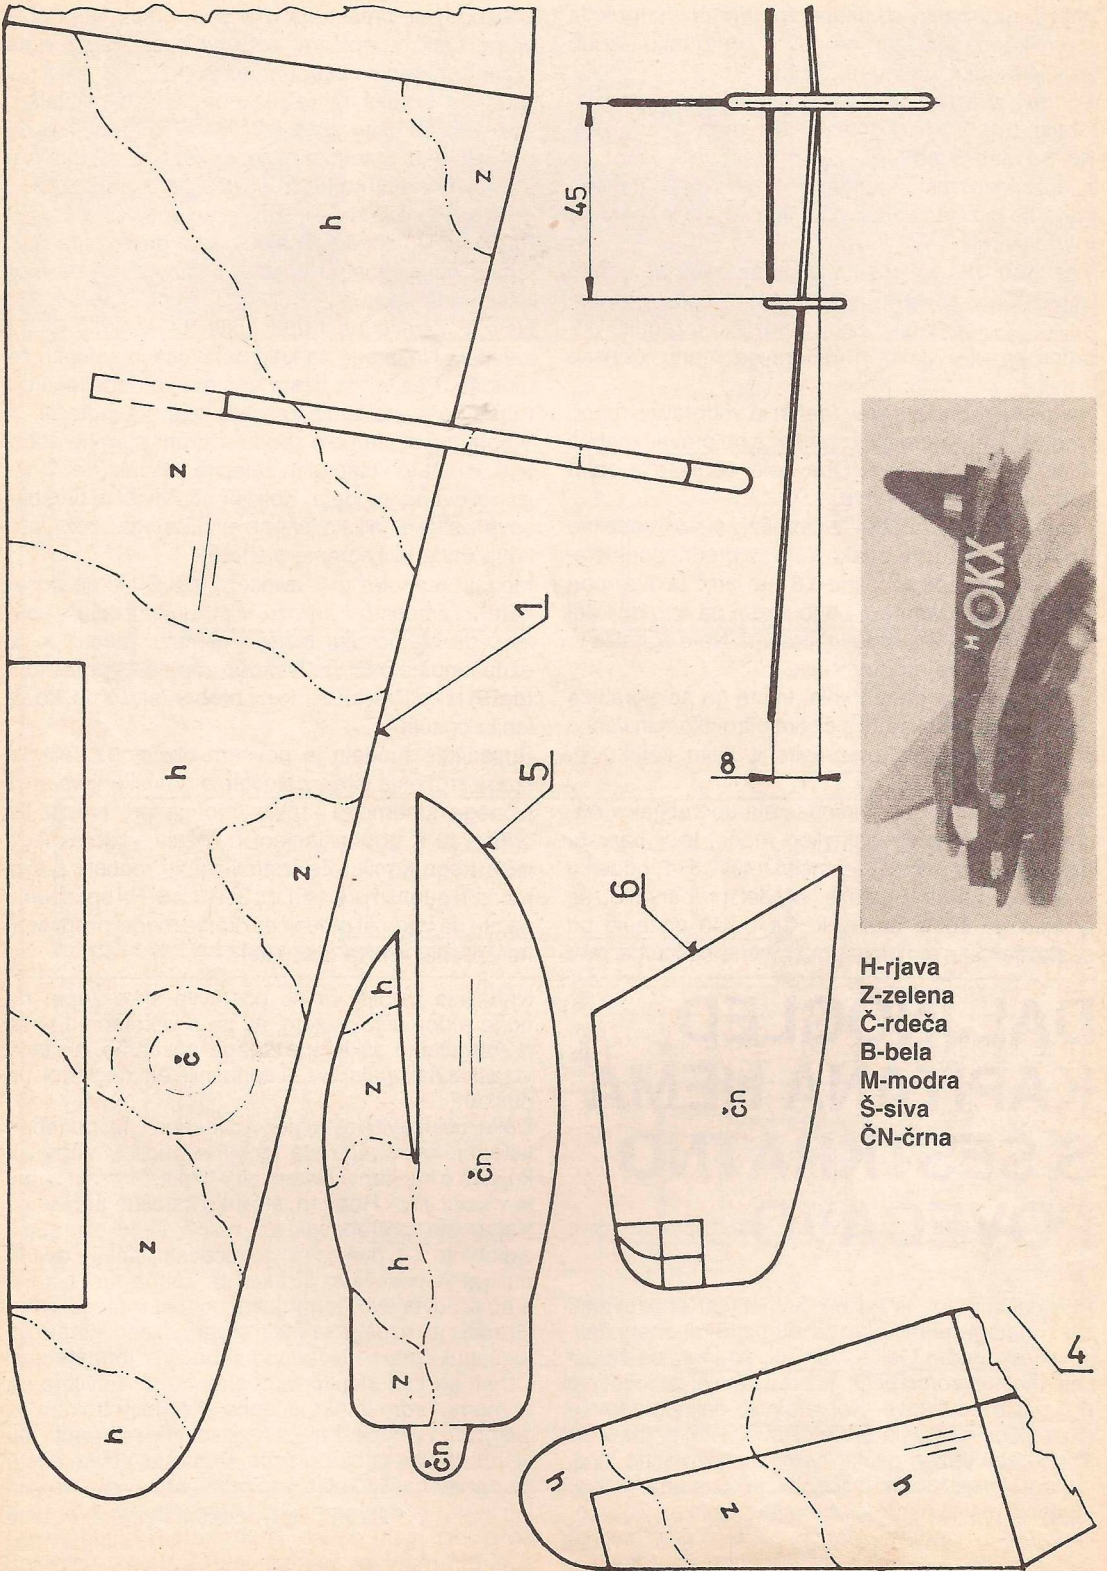 h
z
z
h
z
č
z
h
1
45
8
5
h
z
h
z
čn
čn
6
čn
H OKX
H-rjava
Z-zelena
Č-rdeča
B-bela
M-modra
Š-siva
ČN-črna
4
h
z
h